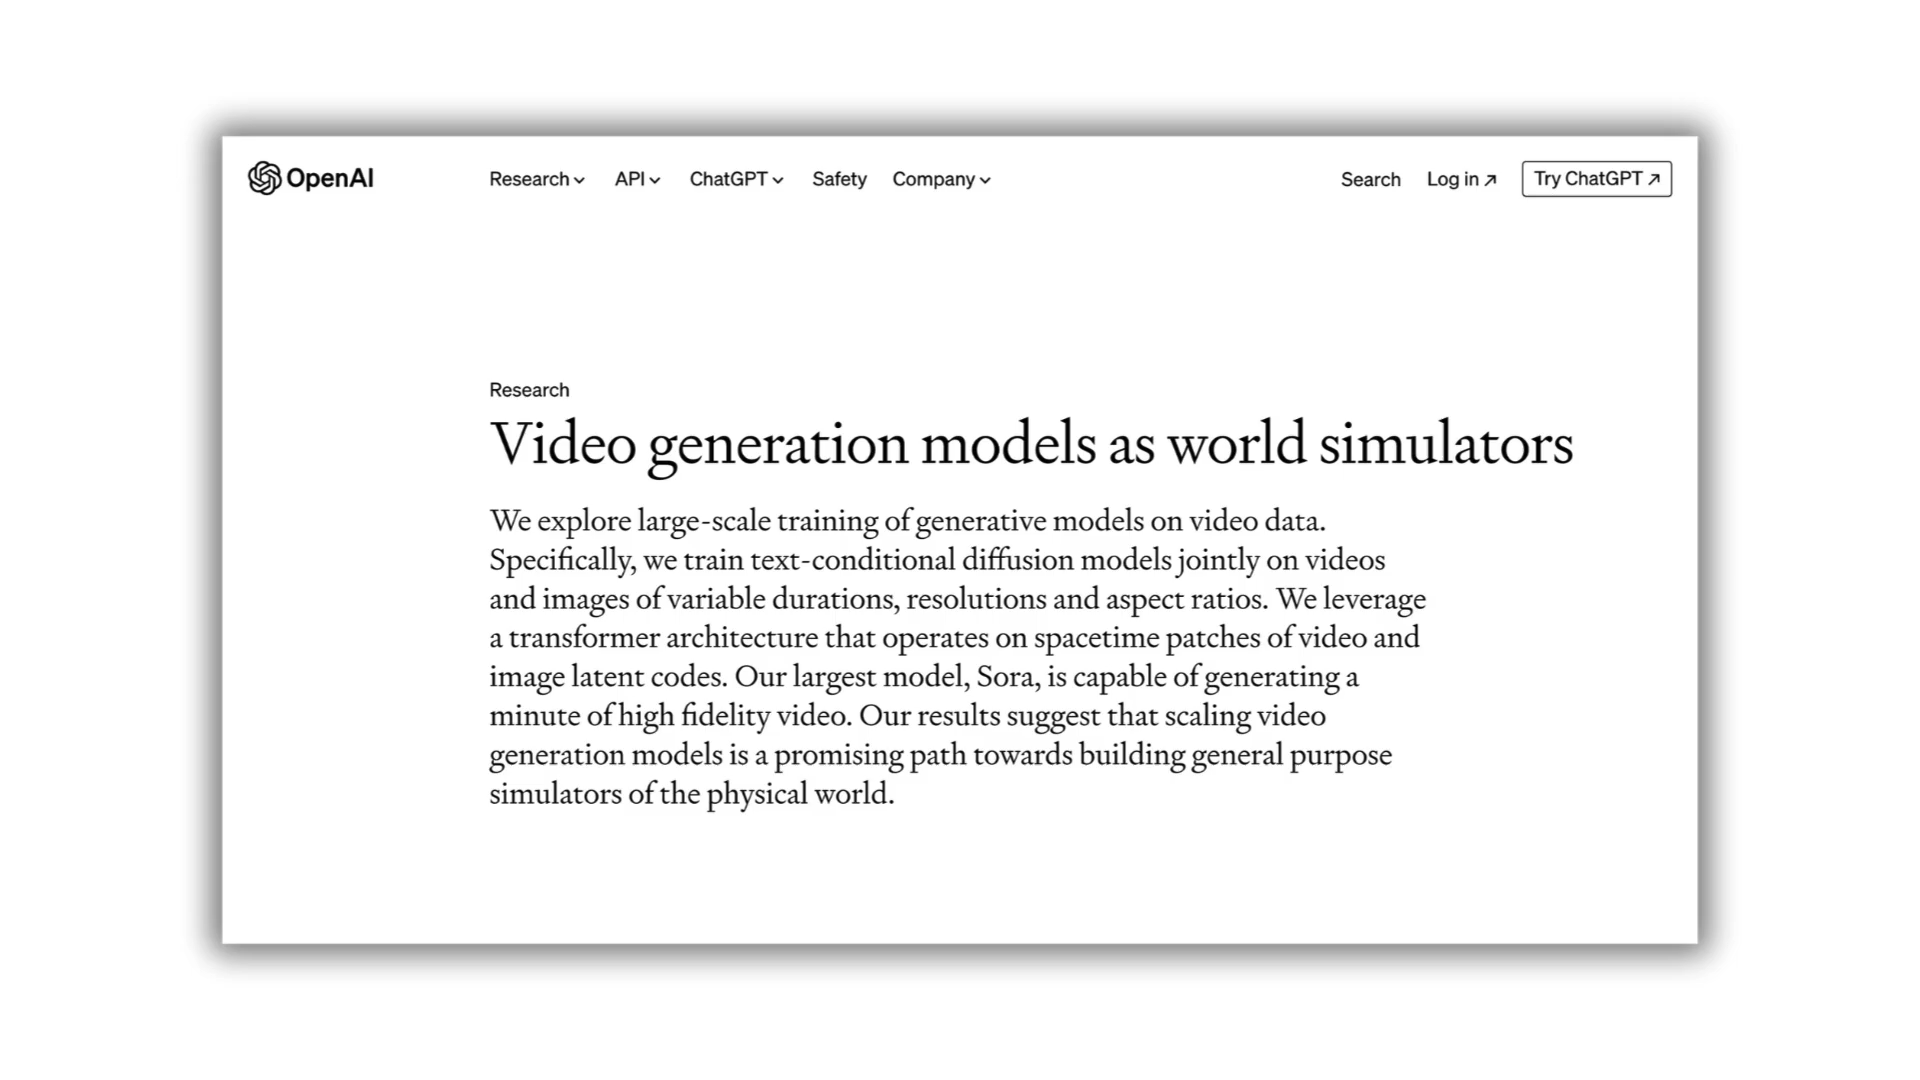 OpenAI
Research
API
ChatGPT
Safety
Company
Search
Log in ↗
Try ChatGPT ↗
Research
Video generation models as world simulators
We explore large-scale training of generative models on video data.
Specifically, we train text-conditional diffusion models jointly on videos
and images of variable durations, resolutions and aspect ratios. We leverage
a transformer architecture that operates on spacetime patches of video and
image latent codes. Our largest model, Sora, is capable of generating a
minute of high fidelity video. Our results suggest that scaling video
generation models is a promising path towards building general purpose
simulators of the physical world.